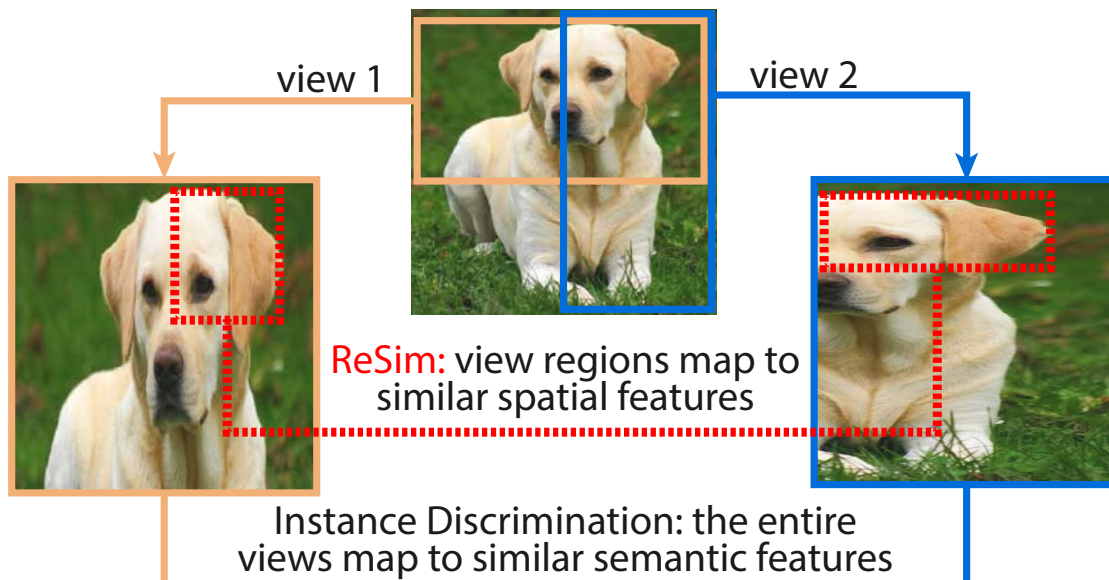 view 1
view 2
ReSim: view regions map to
similar spatial features
Instance Discrimination: the entire
views map to similar semantic features